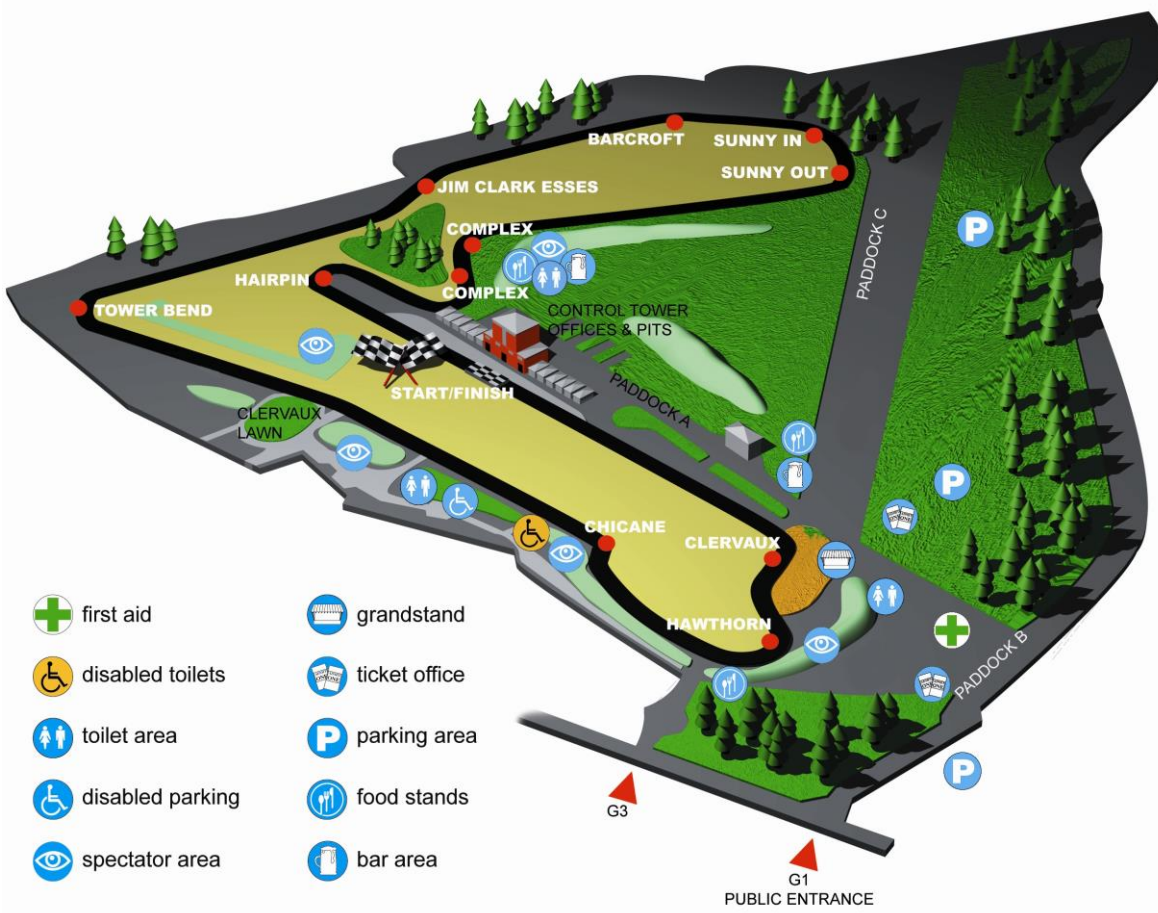 BARCROFT
SUNNY IN
SUNNY OUT
JIM CLARK ESSES
COMPLEX
HAIRPIN
COMPLEX
TOWER BEND
CONTROL TOWER
OFFICES & PITS
PADDOCK C
START/FINISH
PADDOCK A
CLERVAUX
LAWN
CHICANE
CLERVAUX
HAWTHORN
PADDOCK B
P
P
P
first aid
disabled toilets
toilet area
disabled parking
spectator area
grandstand
ticket office
P
parking area
food stands
bar area
G3
G1
PUBLIC ENTRANCE